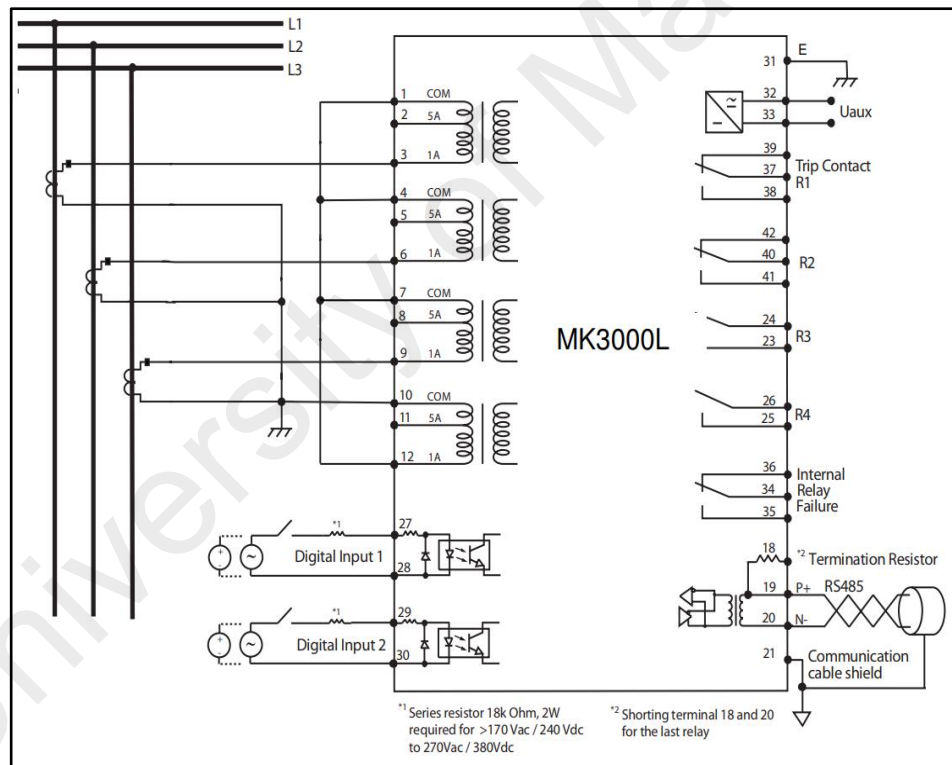 University of Ma
L1
L2
L3
1 COM
2 5A
3 1A
4 COM
5 5A
6 1A
7 COM
8 5A
9 1A
10 COM
11 5A
12 1A
MK3000L
31 E
32
33
Uaux
39
37
38
Trip Contact
R1
42
40
41
R2
24
23
R3
26
25
R4
36
34
35
Internal
Relay
Failure
18
*2 Termination Resistor
19 P+ RS485
20 N-
21
Communication
cable shield
*1
27
Digital Input 1
28
*1
29
Digital Input 2
30
*1 Series resistor 18k Ohm, 2W
required for >170 Vac / 240 Vdc
to 270Vac / 380Vdc
*2 Shorting terminal 18 and 20
for the last relay